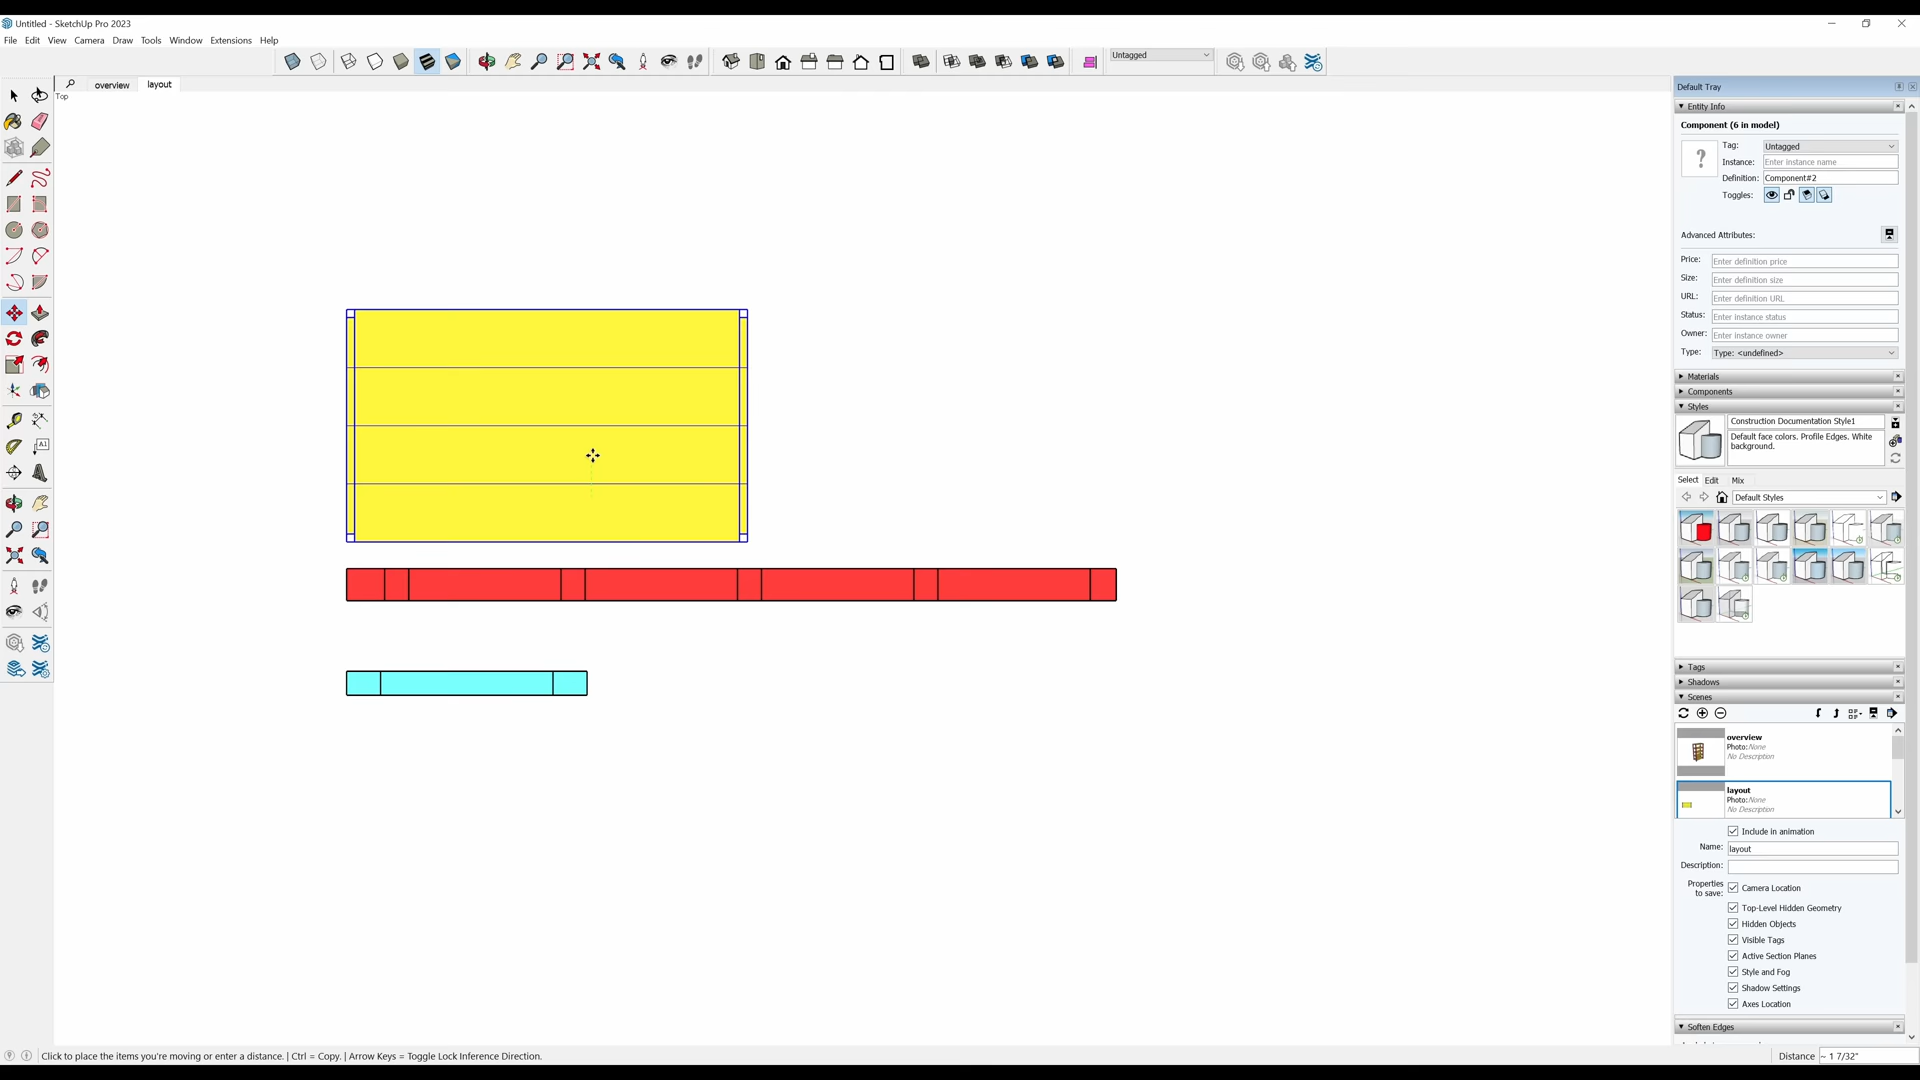 Untitled - SketchUp Pro 2023
File Edit View Camera Draw Tools Window Extensions Help
Untagged
overview layout
Top
Default Tray
Entity Info
Component (6 in model)
Tag: Untagged
Instance: Enter instance name
Definition: Component#2
Toggles:
Advanced Attributes:
Price: Enter definition price
Size: Enter definition size
URL: Enter definition URL
Status: Enter instance status
Owner: Enter instance owner
Type: Type: <undefined>
Materials
Components
Styles
Construction Documentation Style1
Default face colors. Profile Edges. White
background.
Select Edit Mix
Default Styles
Tags
Shadows
Scenes
overview
Photo: None
No Description
layout
Photo: None
No Description
Include in animation
Name: layout
Description:
Properties
to save:
Camera Location
Top-Level Hidden Geometry
Hidden Objects
Visible Tags
Active Section Planes
Style and Fog
Shadow Settings
Axes Location
Soften Edges
Click to place the items you're moving or enter a distance. | Ctrl = Copy. | Arrow Keys = Toggle Lock Inference Direction.
Distance ~ 1 7/32"